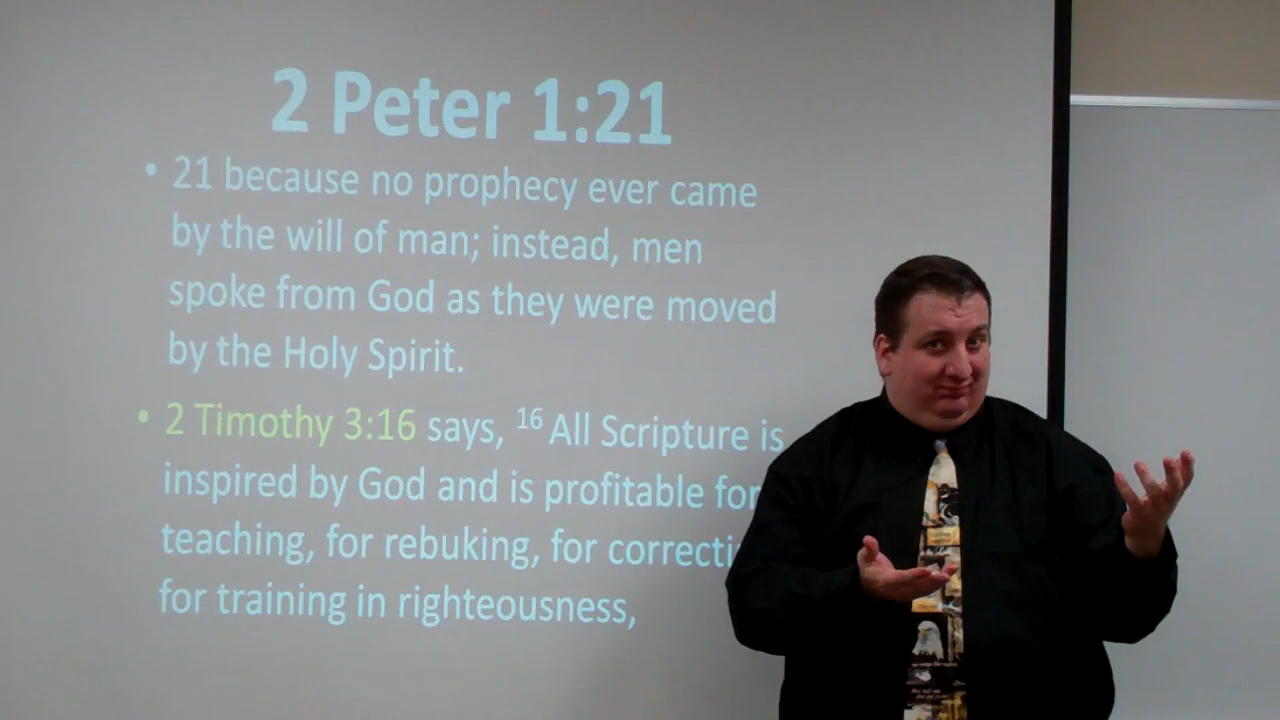 2 Peter 1:21
• 21 because no prophecy ever came
by the will of man; instead, men
spoke from God as they were moved
by the Holy Spirit.
• 2 Timothy 3:16 says, ¹⁶ All Scripture is
inspired by God and is profitable for
teaching, for rebuking, for correcti
for training in righteousness,